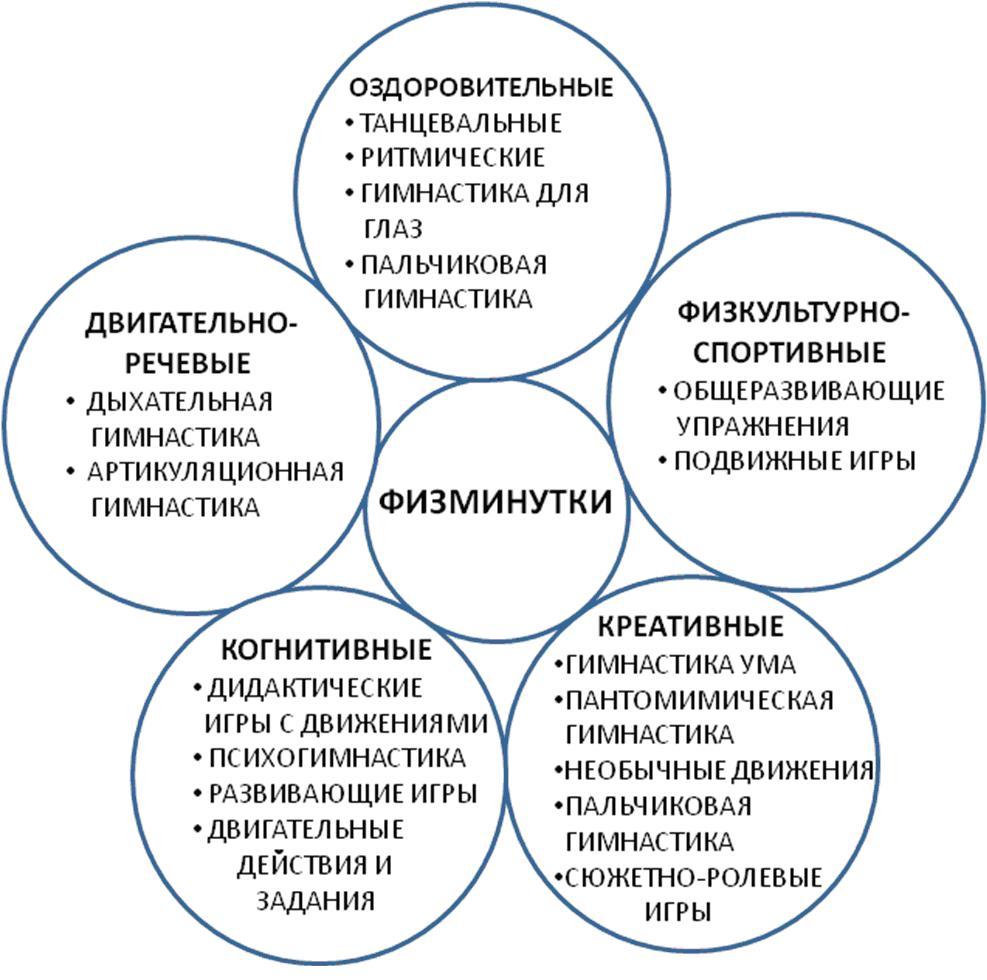 ОЗДОРОВИТЕЛЬНЫЕ
• ТАНЦЕВАЛЬНЫЕ
• РИТМИЧЕСКИЕ
• ГИМНАСТИКА ДЛЯ
ГЛАЗ
• ПАЛЬЧИКОВАЯ
ГИМНАСТИКА
ДВИГАТЕЛЬНО-
РЕЧЕВЫЕ
• ДЫХАТЕЛЬНАЯ
ГИМНАСТИКА
• АРТИКУЛЯЦИОННАЯ
ГИМНАСТИКА
ФИЗКУЛЬТУРНО-
СПОРТИВНЫЕ
• ОБЩЕРАЗВИВАЮЩИЕ
УПРАЖНЕНИЯ
• ПОДВИЖНЫЕ ИГРЫ
ФИЗМИНУТКИ
КОГНИТИВНЫЕ
• ДИДАКТИЧЕСКИЕ
ИГРЫ С ДВИЖЕНИЯМИ
• ПСИХОГИМНАСТИКА
• РАЗВИВАЮЩИЕ ИГРЫ
• ДВИГАТЕЛЬНЫЕ
ДЕЙСТВИЯ И
ЗАДАНИЯ
КРЕАТИВНЫЕ
•ГИМНАСТИКА УМА
•ПАНТОМИМИЧЕСКАЯ
ГИМНАСТИКА
•НЕОБЫЧНЫЕ ДВИЖЕНИЯ
•ПАЛЬЧИКОВАЯ
ГИМНАСТИКА
•СЮЖЕТНО-РОЛЕВЫЕ
ИГРЫ